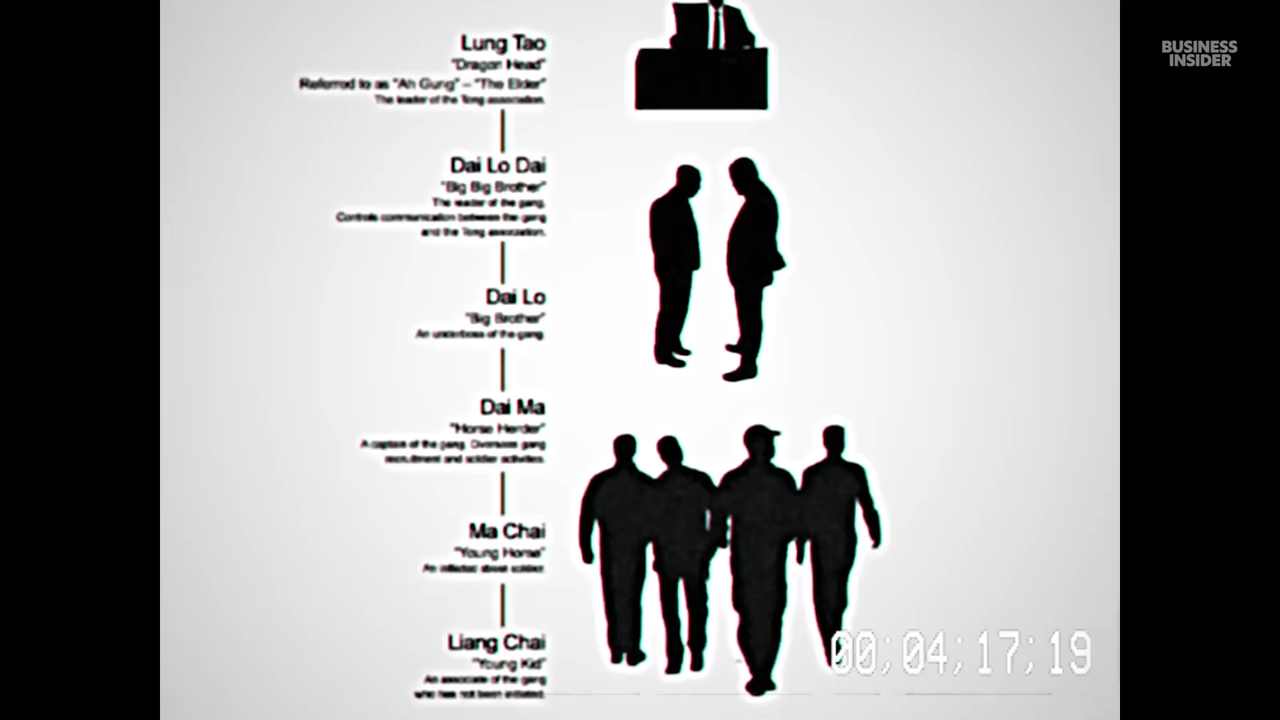 BUSINESS
INSIDER
Lung Tao
"Dragon Head"
Referred to as "Ah Gung" – "The Elder"
The leader of the Tong association.
Dai Lo Dai
"Big Big Brother"
The leader of the gang.
Controls communication between the gang
and the Tong association.
Dai Lo
"Big Brother"
An underboss of the gang.
Dai Ma
"Horse Herder"
A captain of the gang. Oversees gang
recruitment and soldier activities.
Ma Chai
"Young Horse"
An initiated street soldier.
Liang Chai
"Young Kid"
An associate of the gang
who has not been initiated.
00;04;17;19